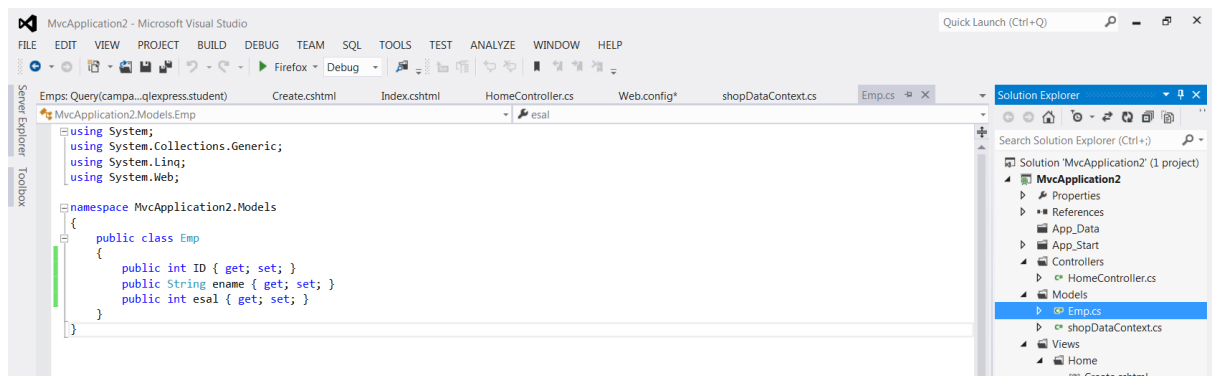 MvcApplication2 - Microsoft Visual Studio
Quick Launch (Ctrl+Q)
FILE EDIT VIEW PROJECT BUILD DEBUG TEAM SQL TOOLS TEST ANALYZE WINDOW HELP
Firefox Debug
Server Explorer
Toolbox
Emps: Query(campa...qlexpress.student) Create.cshtml Index.cshtml HomeController.cs Web.config* shopDataContext.cs Emp.cs
MvcApplication2.Models.Emp esal
using System;
using System.Collections.Generic;
using System.Linq;
using System.Web;
namespace MvcApplication2.Models
{
public class Emp
{
public int ID { get; set; }
public String ename { get; set; }
public int esal { get; set; }
}
}
Solution Explorer
Search Solution Explorer (Ctrl+;)
Solution 'MvcApplication2' (1 project)
MvcApplication2
Properties
References
App_Data
App_Start
Controllers
HomeController.cs
Models
Emp.cs
shopDataContext.cs
Views
Home